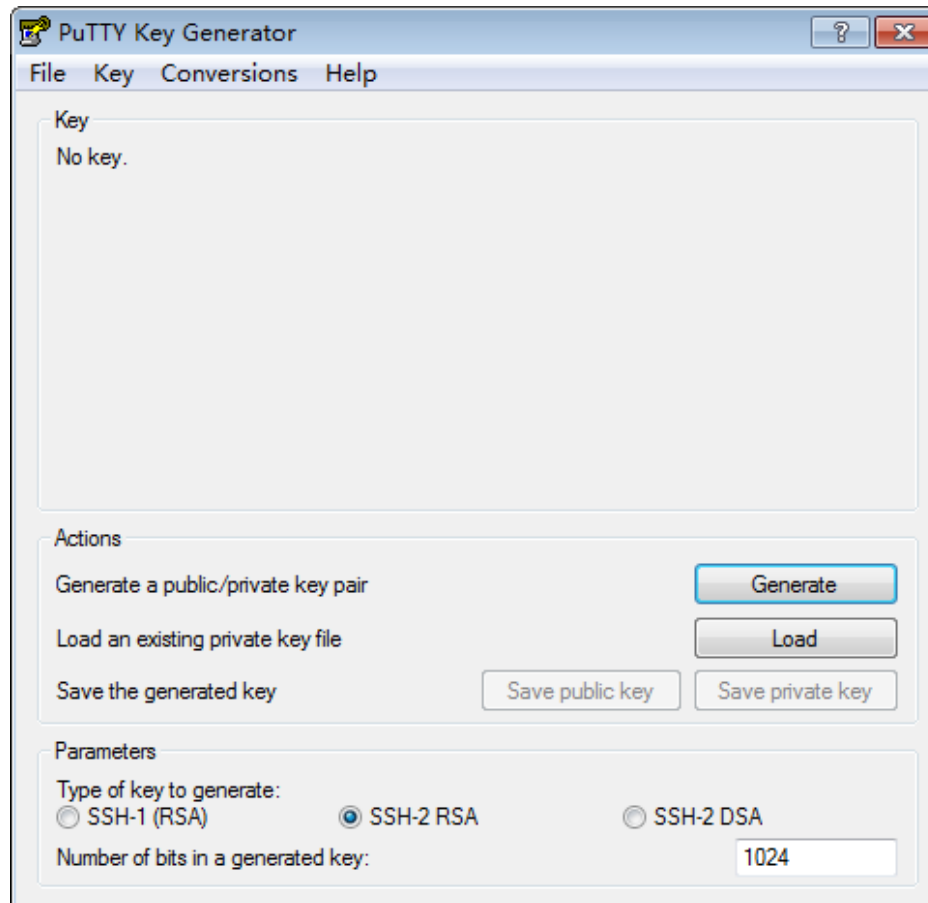 PuTTY Key Generator
File Key Conversions Help
Key
No key.
Actions
Generate a public/private key pair Generate
Load an existing private key file Load
Save the generated key Save public key Save private key
Parameters
Type of key to generate:
SSH-1 (RSA) SSH-2 RSA SSH-2 DSA
Number of bits in a generated key: 1024